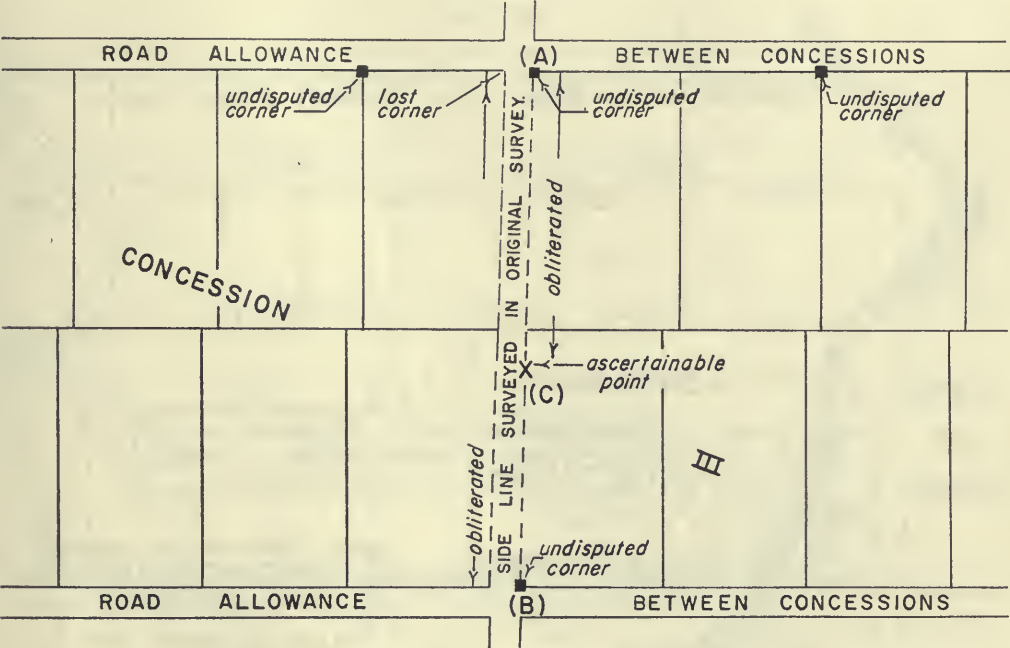 ROAD ALLOWANCE
(A)
BETWEEN CONCESSIONS
undisputed
corner
lost
corner
undisputed
corner
undisputed
corner
SIDE LINE SURVEYED IN ORIGINAL SURVEY.
obliterated
CONCESSION
ascertainable
point
X
(C)
III
obliterated
undisputed
corner
ROAD ALLOWANCE
(B)
BETWEEN CONCESSIONS